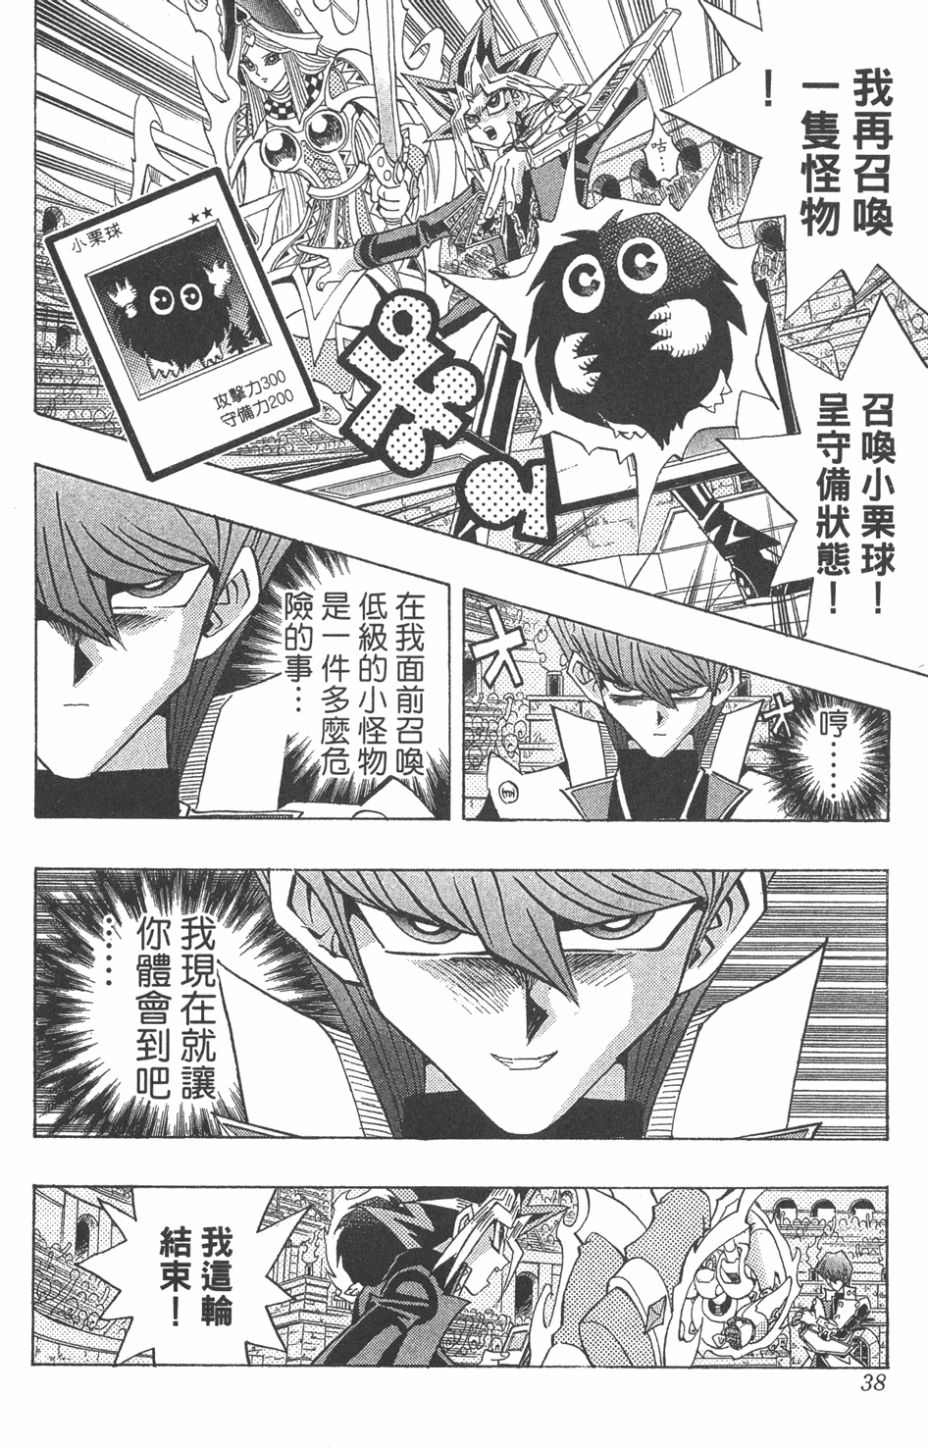 我再召喚
一隻怪物
！
咕…
小栗球
★★
攻擊力300
守備力200
召喚小栗球！
呈守備狀態！
哼……
在我面前召喚
低級的小怪物
是一件多麼危
險的事…
我現在就讓
你體會到吧
……
我這輪
結束！
38